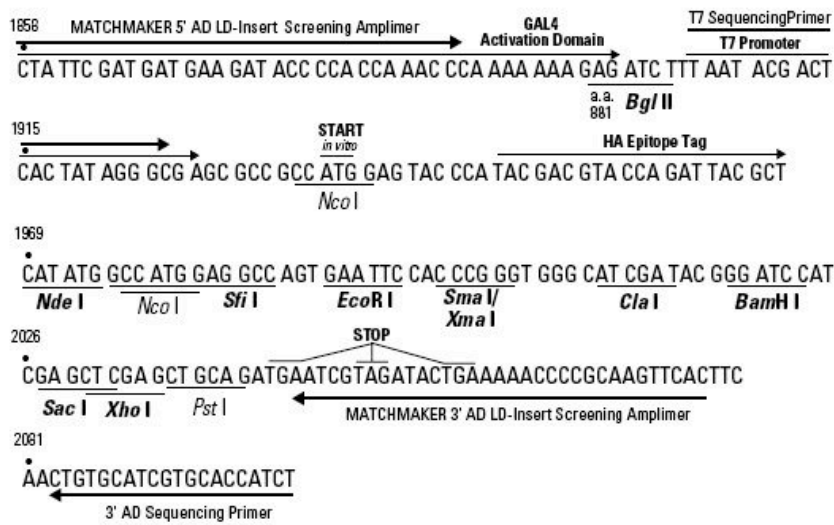 1858 MATCHMAKER 5' AD LD-Insert Screening Amplimer GAL4 Activation Domain T7 SequencingPrimer
T7 Promoter
CTA TTC GAT GAT GAA GAT ACC CCA CCA AAC CCA AAA AAA GAG ATC TTT AAT ACG ACT
a.a. 881 Bgl II
1915 START in vitro HA Epitope Tag
CAC TAT AGG GCG AGC GCC GCC ATG GAG TAC CCA TAC GAC GTA CCA GAT TAC GCT
Nco I
1969
CAT ATG GCC ATG GAG GCC AGT GAA TTC CAC CCG GGT GGG CAT CGA TAC GGG ATC CAT
Nde I Nco I Sfi I EcoR I Sma I/ Xma I Cla I BamH I
2026 STOP
CGA GCT CGA GCT GCA GATGAATCGTAGATACTGAAAAACCCCGCAAGTTCACTTC
Sac I Xho I Pst I MATCHMAKER 3' AD LD-Insert Screening Amplimer
2081
AACTGTGCATCGTGCACCATCT
3' AD Sequencing Primer